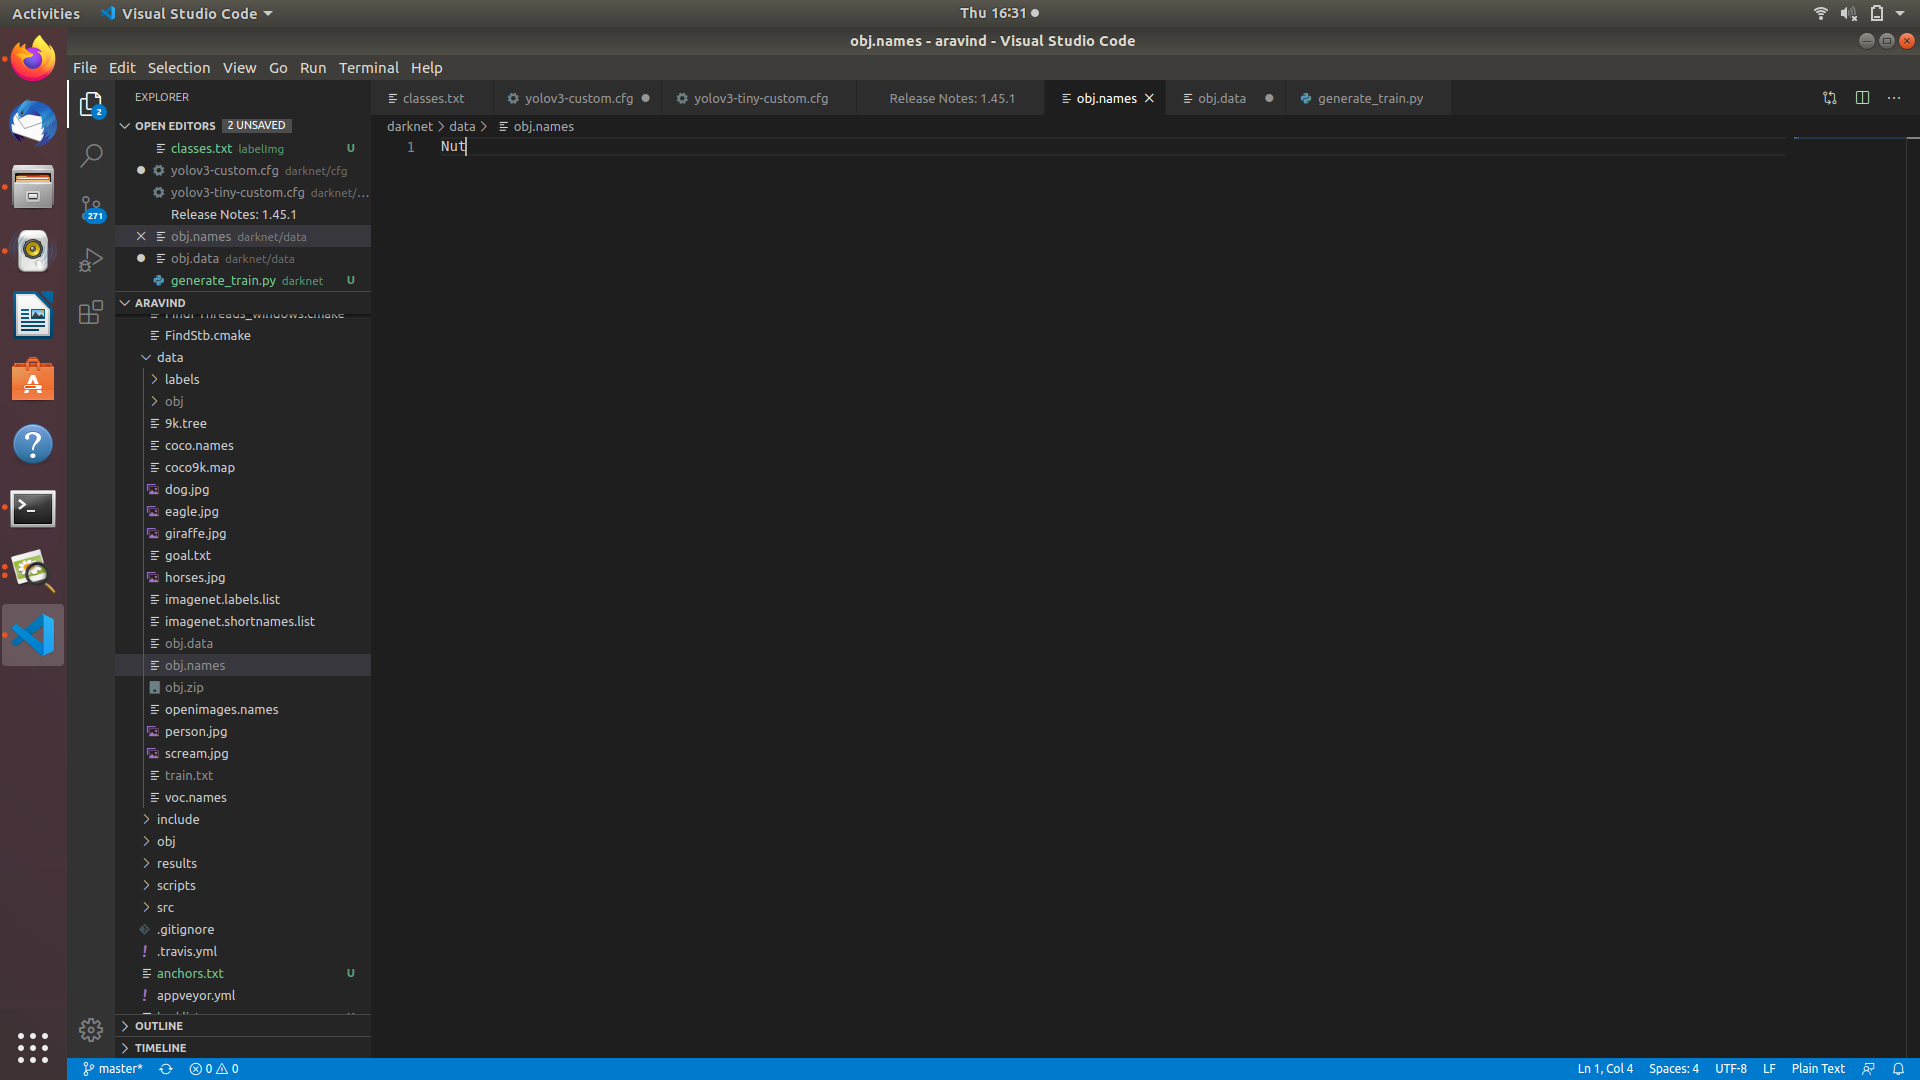 Activities
Visual Studio Code
Thu 16:31
obj.names - aravind - Visual Studio Code
File Edit Selection View Go Run Terminal Help
EXPLORER
2
271
OPEN EDITORS 2 UNSAVED
classes.txt labelImg U
yolov3-custom.cfg darknet/cfg
yolov3-tiny-custom.cfg darknet/...
Release Notes: 1.45.1
obj.names darknet/data
obj.data darknet/data
generate_train.py darknet U
ARAVIND
FindStb.cmake
data
labels
obj
9k.tree
coco.names
coco9k.map
dog.jpg
eagle.jpg
giraffe.jpg
goal.txt
horses.jpg
imagenet.labels.list
imagenet.shortnames.list
obj.data
obj.names
obj.zip
openimages.names
person.jpg
scream.jpg
train.txt
voc.names
include
obj
results
scripts
src
.gitignore
.travis.yml
anchors.txt U
appveyor.yml
OUTLINE
TIMELINE
classes.txt yolov3-custom.cfg yolov3-tiny-custom.cfg Release Notes: 1.45.1 obj.names obj.data generate_train.py
darknet > data > obj.names
1 Nut
master* 0 0 Ln 1, Col 4 Spaces: 4 UTF-8 LF Plain Text